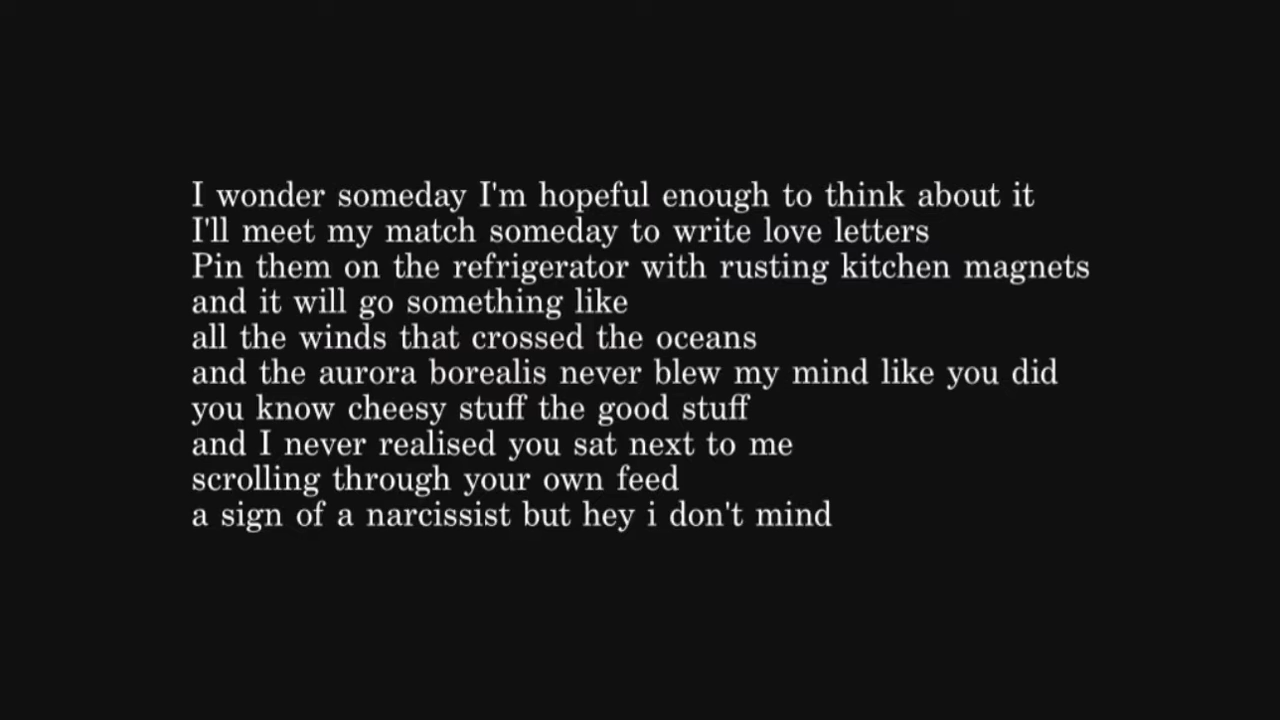 I wonder someday I'm hopeful enough to think about it
I'll meet my match someday to write love letters
Pin them on the refrigerator with rusting kitchen magnets
and it will go something like
all the winds that crossed the oceans
and the aurora borealis never blew my mind like you did
you know cheesy stuff the good stuff
and I never realised you sat next to me
scrolling through your own feed
a sign of a narcissist but hey i don't mind